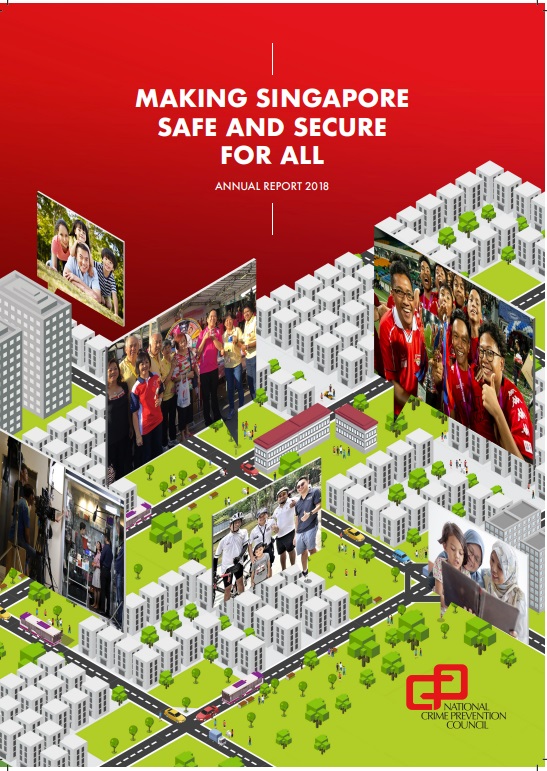 MAKING SINGAPORE
SAFE AND SECURE
FOR ALL
ANNUAL REPORT 2018
NATIONAL
CRIME PREVENTION
COUNCIL